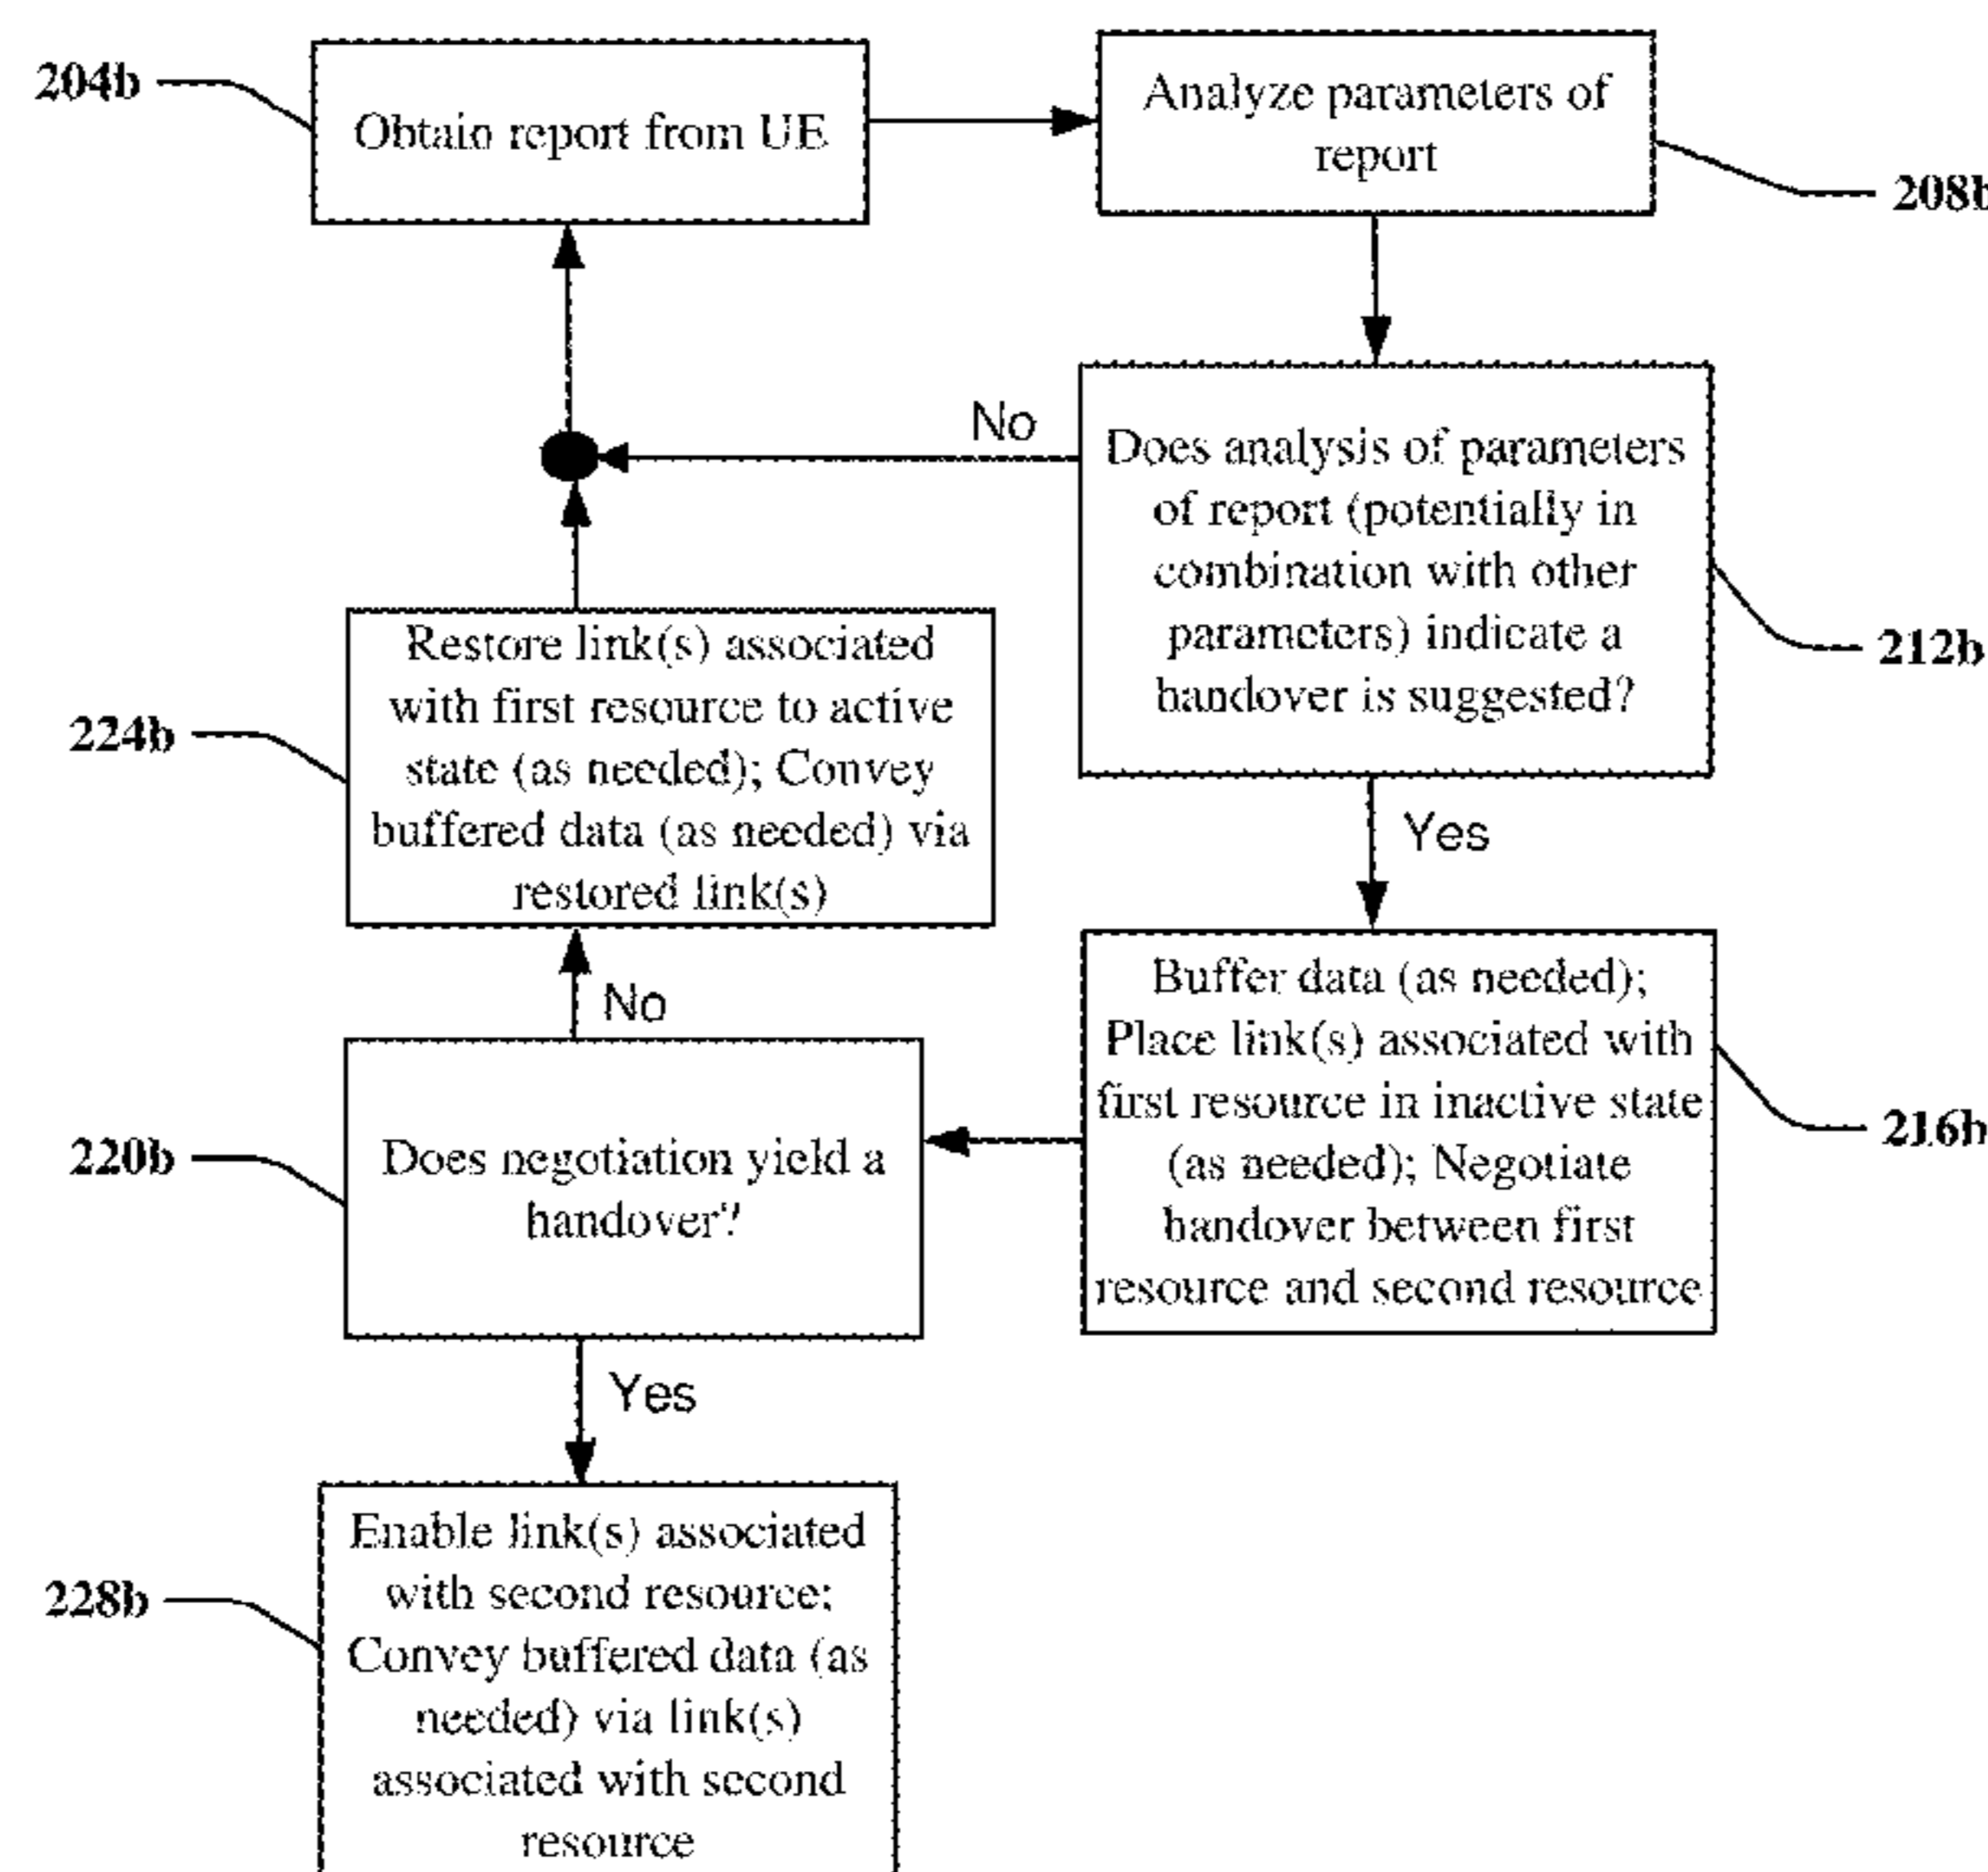 204b
Obtain report from UE
Analyze parameters of
report
208b
No
Does analysis of parameters
of report (potentially in
combination with other
parameters) indicate a
handover is suggested?
212b
Restore link(s) associated
with first resource to active
state (as needed); Convey
buffered data (as needed) via
restored link(s)
224b
Yes
No
Buffer data (as needed);
Place link(s) associated with
first resource in inactive state
(as needed); Negotiate
handover between first
resource and second resource
216b
220b
Does negotiation yield a
handover?
Yes
228b
Enable link(s) associated
with second resource;
Convey buffered data (as
needed) via link(s)
associated with second
resource